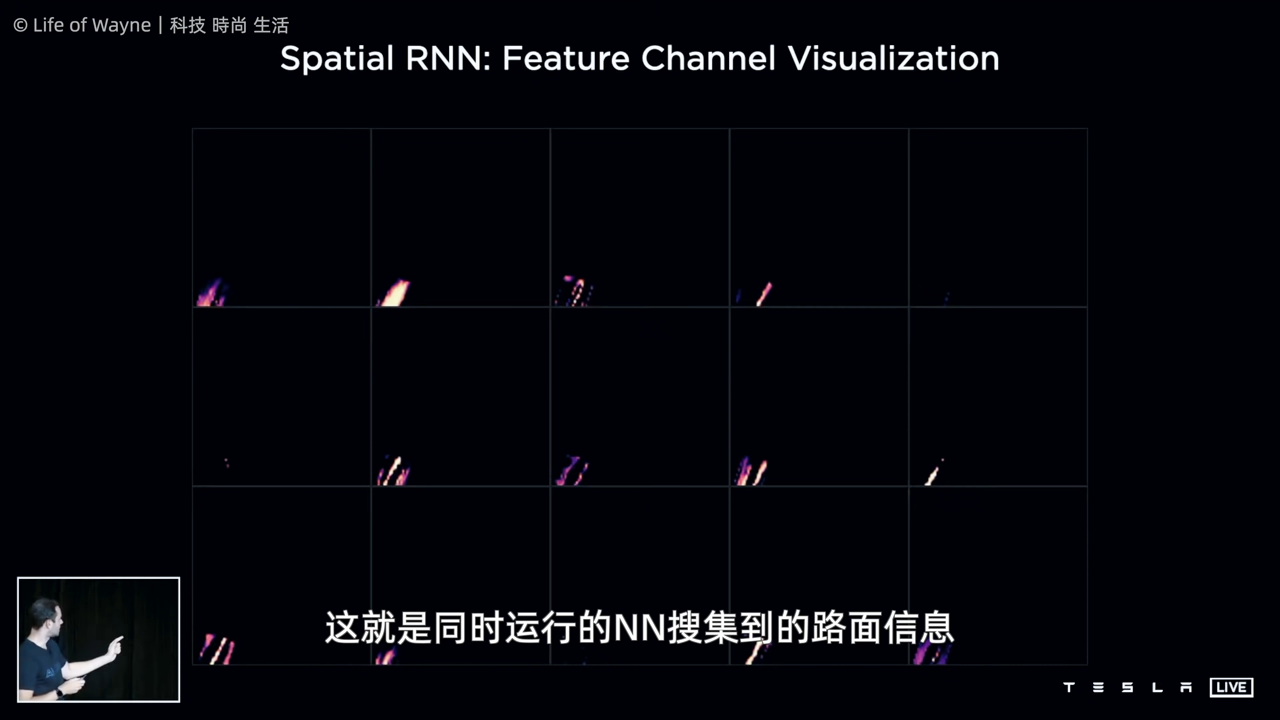 © Life of Wayne | 科技 時尚 生活
Spatial RNN: Feature Channel Visualization
这就是同时运行的NN搜集到的路面信息
TESLA LIVE